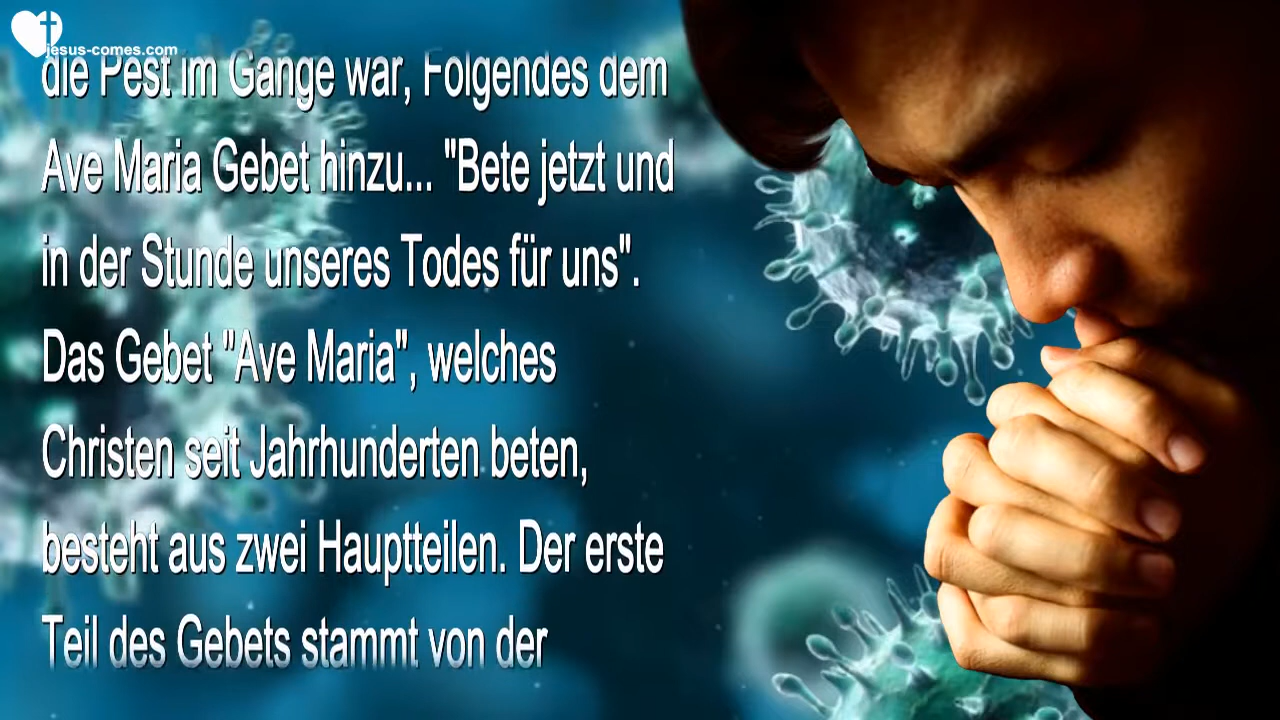 jesus-comes.com
die Pest im Gange war, Folgendes dem
Ave Maria Gebet hinzu... "Bete jetzt und
in der Stunde unseres Todes für uns".
Das Gebet "Ave Maria", welches
Christen seit Jahrhunderten beten,
besteht aus zwei Hauptteilen. Der erste
Teil des Gebets stammt von der